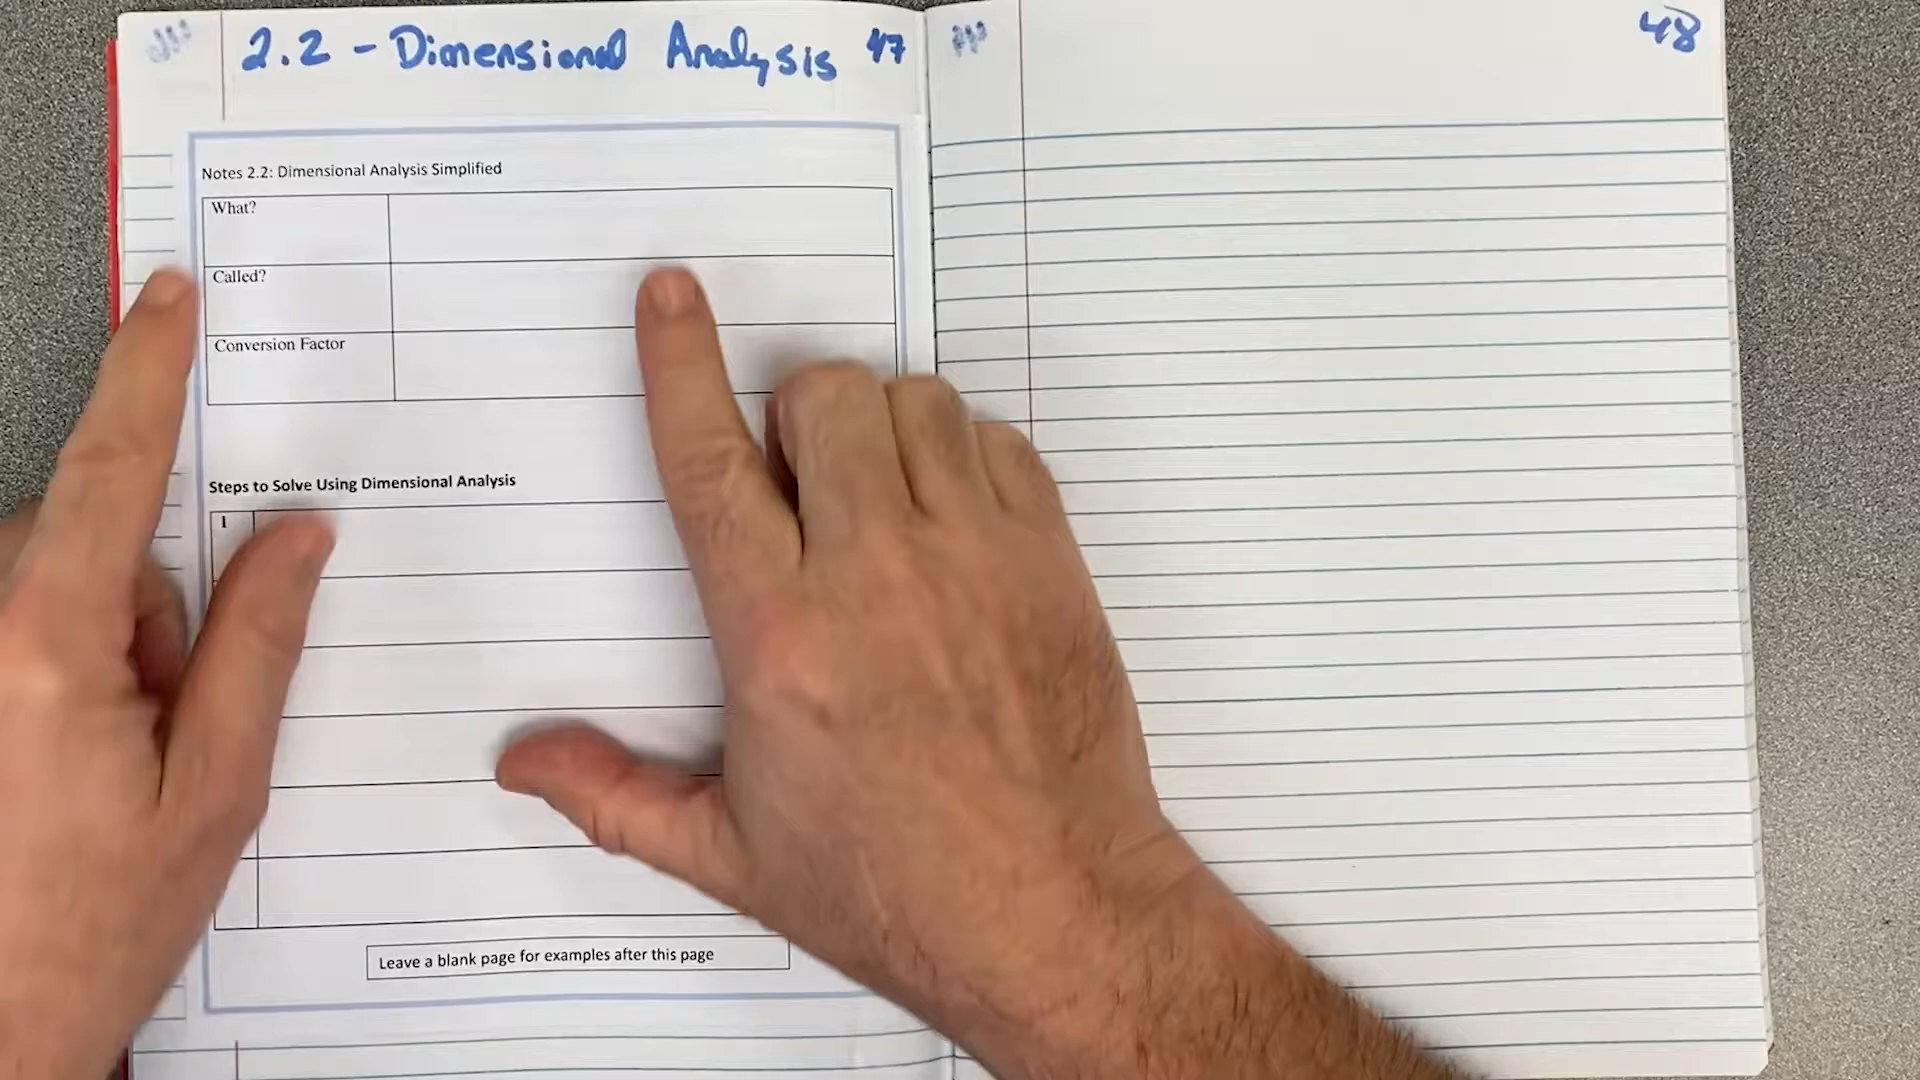 2.2 - Dimensional Analysis 47
48
Notes 2.2: Dimensional Analysis Simplified
What?
Called?
Conversion Factor
Steps to Solve Using Dimensional Analysis
1
Leave a blank page for examples after this page